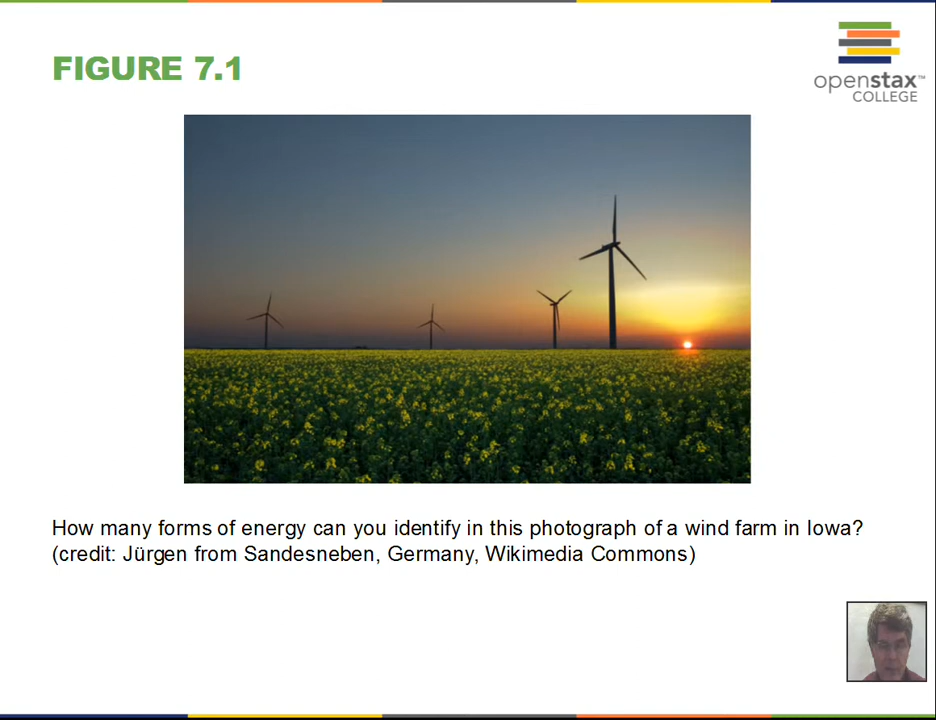 FIGURE 7.1
openstax™
COLLEGE
How many forms of energy can you identify in this photograph of a wind farm in Iowa?
(credit: Jürgen from Sandesneben, Germany, Wikimedia Commons)